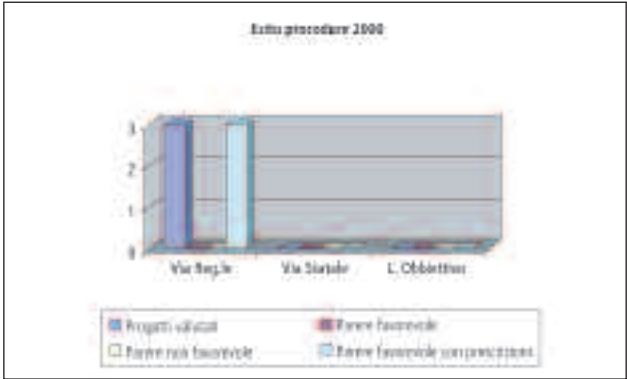 Esito procedure 2000
3
2
1
0
Via Reg.le Via Statale L. Obbiettivo
Progetti valutati Parere favorevole
Parere non favorevole Parere favorevole con prescrizioni